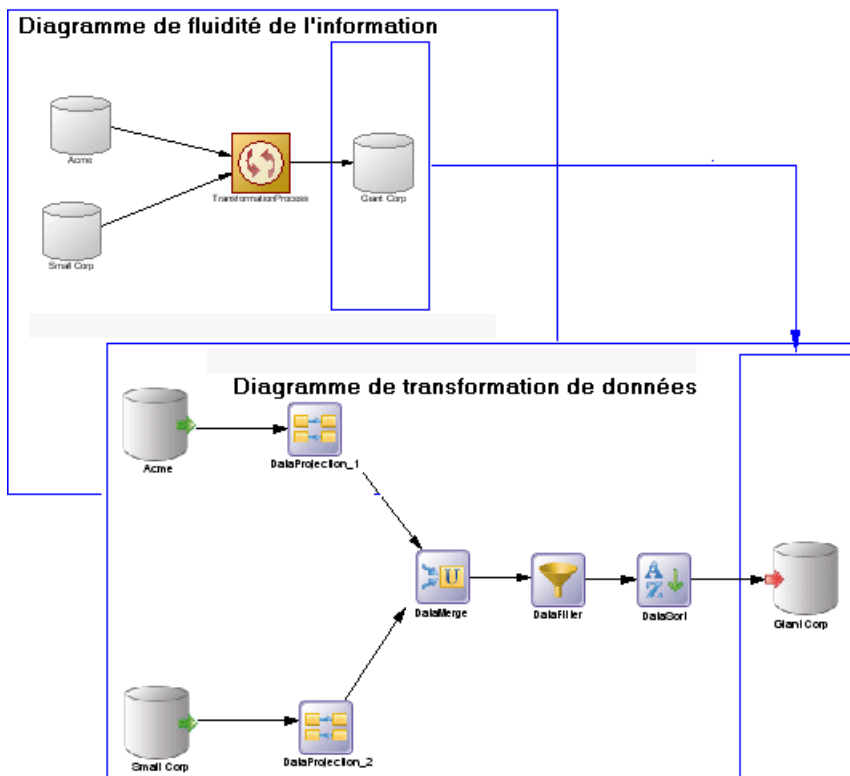 Diagramme de fluidité de l'information
Acme
TransformationProcess
Giant Corp
Small Corp
Diagramme de transformation de données
Acme
DataProjection_1
DataMerge
DataFilter
DataSort
Giant Corp
Small Corp
DataProjection_2